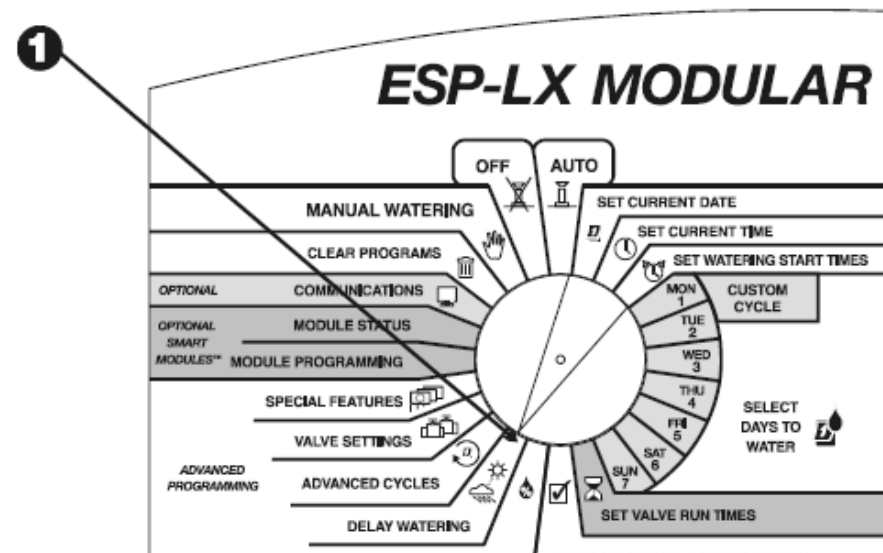 1
ESP-LX MODULAR
OFF
AUTO
MANUAL WATERING
SET CURRENT DATE
CLEAR PROGRAMS
SET CURRENT TIME
SET WATERING START TIMES
OPTIONAL
COMMUNICATIONS
MON
1
CUSTOM
CYCLE
OPTIONAL
SMART
MODULES™
MODULE STATUS
MODULE PROGRAMMING
TUE
2
WED
3
THU
4
FRI
5
SAT
6
SUN
7
SELECT
DAYS TO
WATER
SPECIAL FEATURES
VALVE SETTINGS
ADVANCED
PROGRAMMING
ADVANCED CYCLES
DELAY WATERING
SET VALVE RUN TIMES